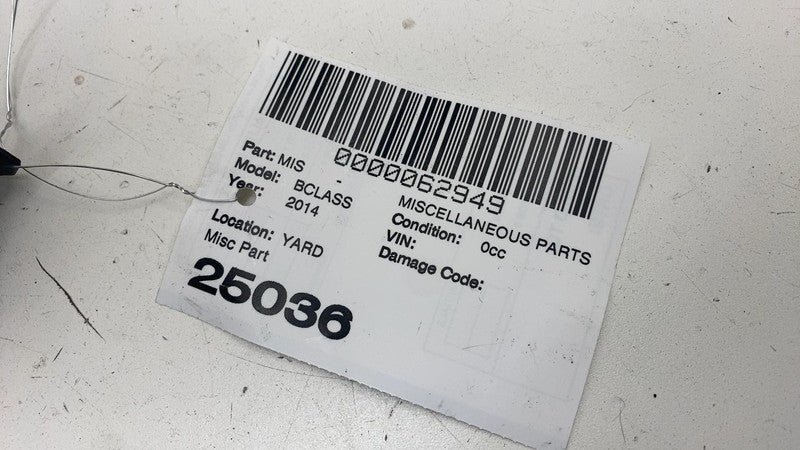 0000062949
Part: MIS - MISCELLANEOUS PARTS
Model: BCLASS Condition: 0cc
Year: 2014 VIN:
Damage Code:
Location: YARD
Misc Part
25036